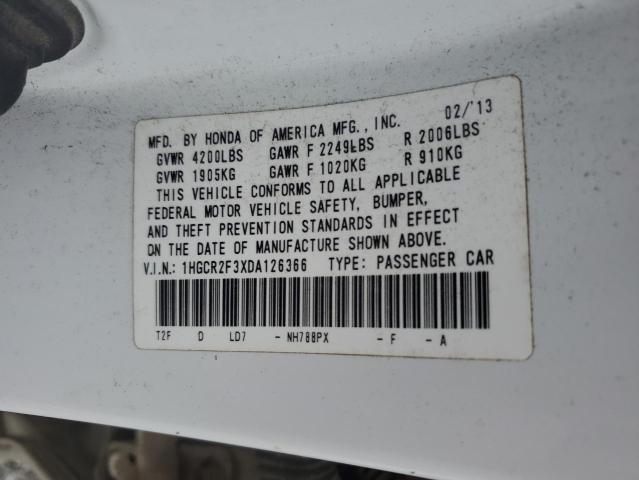 MFD. BY HONDA OF AMERICA MFG., INC. 02/'13
GVWR 4200LBS GAWR F 2249LBS R 2006LBS
GVWR 1905KG GAWR F 1020KG R 910KG
THIS VEHICLE CONFORMS TO ALL APPLICABLE
FEDERAL MOTOR VEHICLE SAFETY, BUMPER,
AND THEFT PREVENTION STANDARDS IN EFFECT
ON THE DATE OF MANUFACTURE SHOWN ABOVE.
V.I.N.: 1HGCR2F3XDA126366 TYPE: PASSENGER CAR
T2F D LD7 - NH788PX - F - A